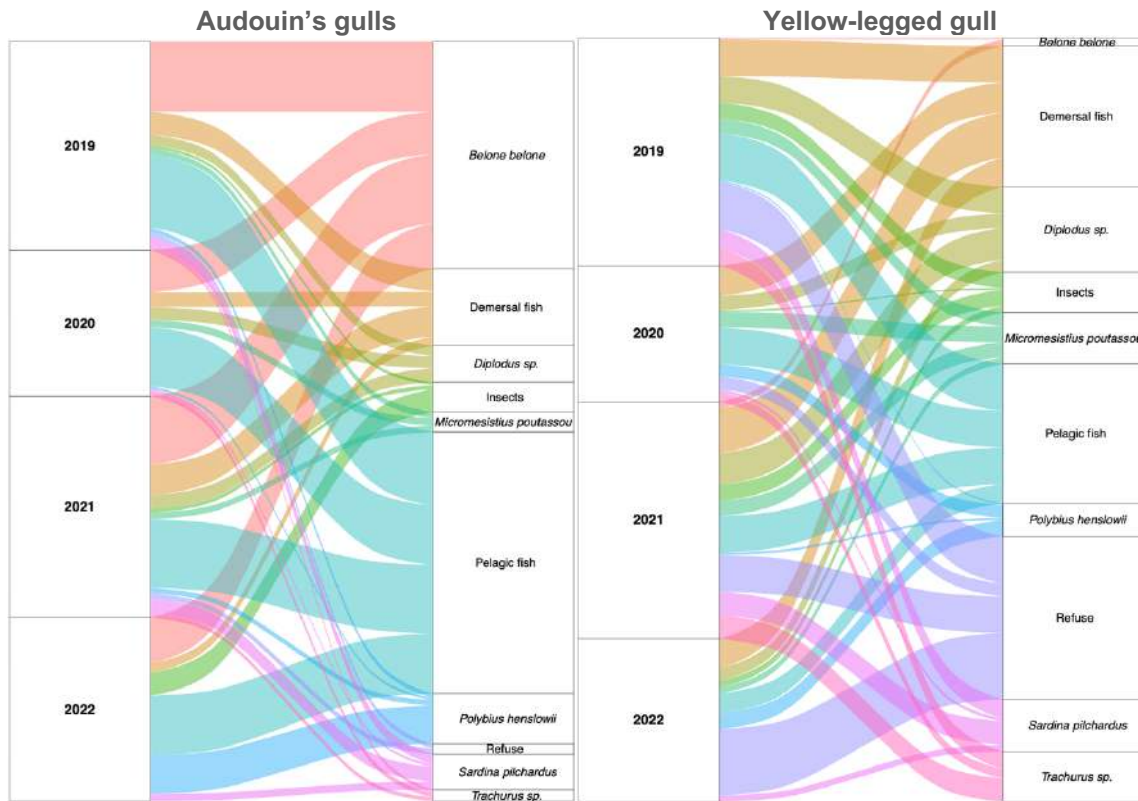 Audouin's gulls
2019
2020
2021
2022
Belone belone
Demersal fish
Diplodus sp.
Insects
Micromesistius poutassou
Pelagic fish
Polybius henslowii
Refuse
Sardina pilchardus
Trachurus sp.
Yellow-legged gull
2019
2020
2021
2022
Belone belone
Demersal fish
Diplodus sp.
Insects
Micromesistius poutassou
Pelagic fish
Polybius henslowii
Refuse
Sardina pilchardus
Trachurus sp.